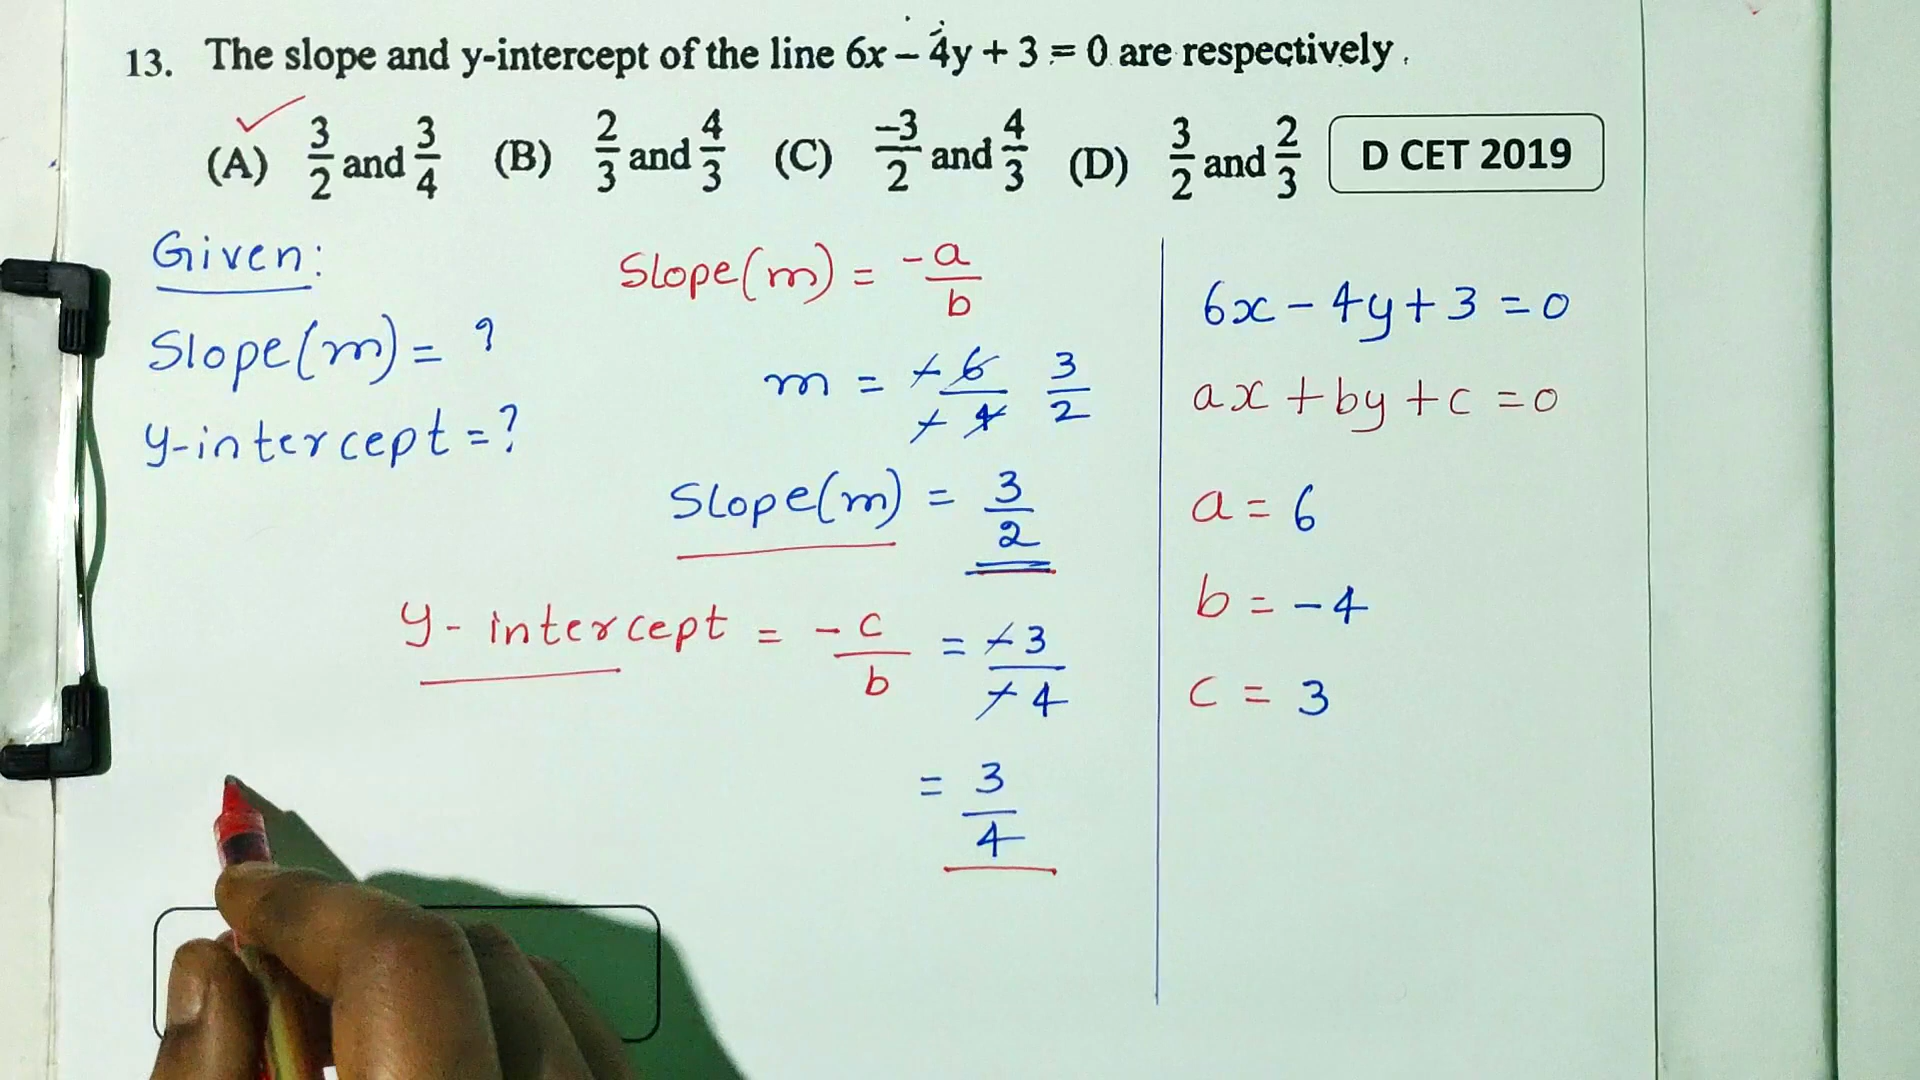 13. The slope and y-intercept of the line 6x – 4y + 3 = 0 are respectively.
(A) 3/2 and 3/4 (B) 2/3 and 4/3 (C) -3/2 and 4/3 (D) 3/2 and 2/3 D CET 2019
Given:
Slope(m) = ?
y-intercept = ?
Slope(m) = -a/b
m = -6/-4 3/2
Slope(m) = 3/2
y-intercept = -c/b = -3/-4
= 3/4
6x - 4y + 3 = 0
ax + by + c = 0
a = 6
b = -4
c = 3